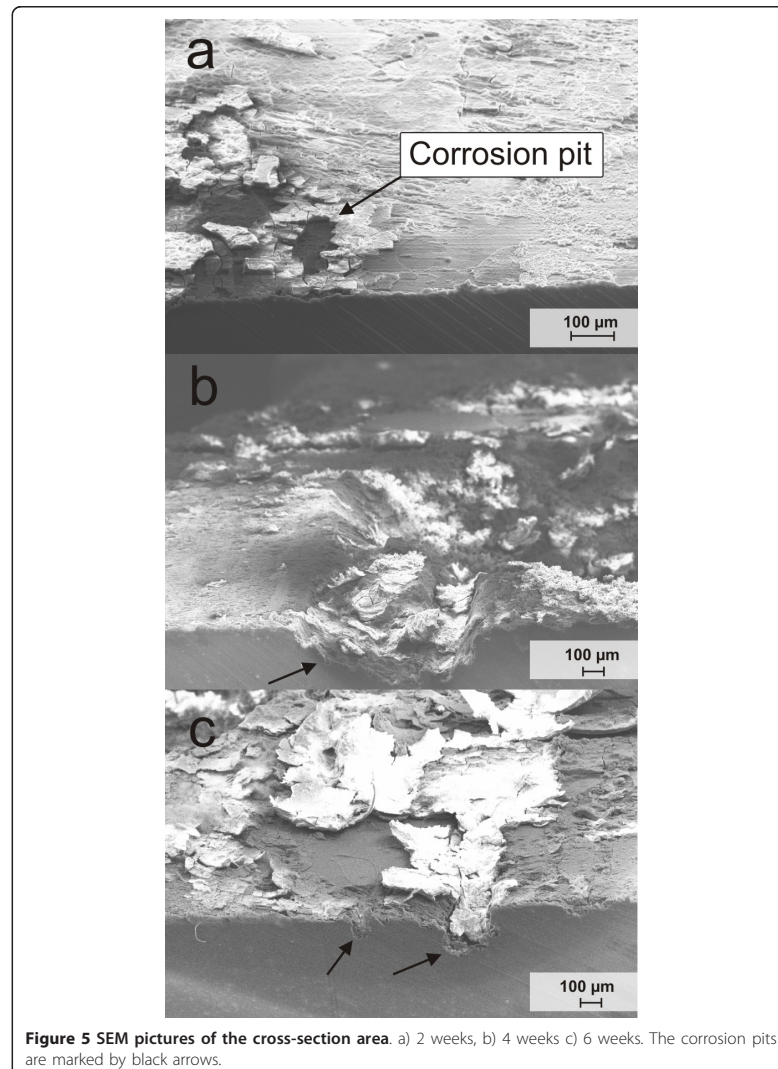 a
Corrosion pit
100 µm
b
100 µm
c
100 µm
Figure 5 SEM pictures of the cross-section area. a) 2 weeks, b) 4 weeks c) 6 weeks. The corrosion pits
are marked by black arrows.